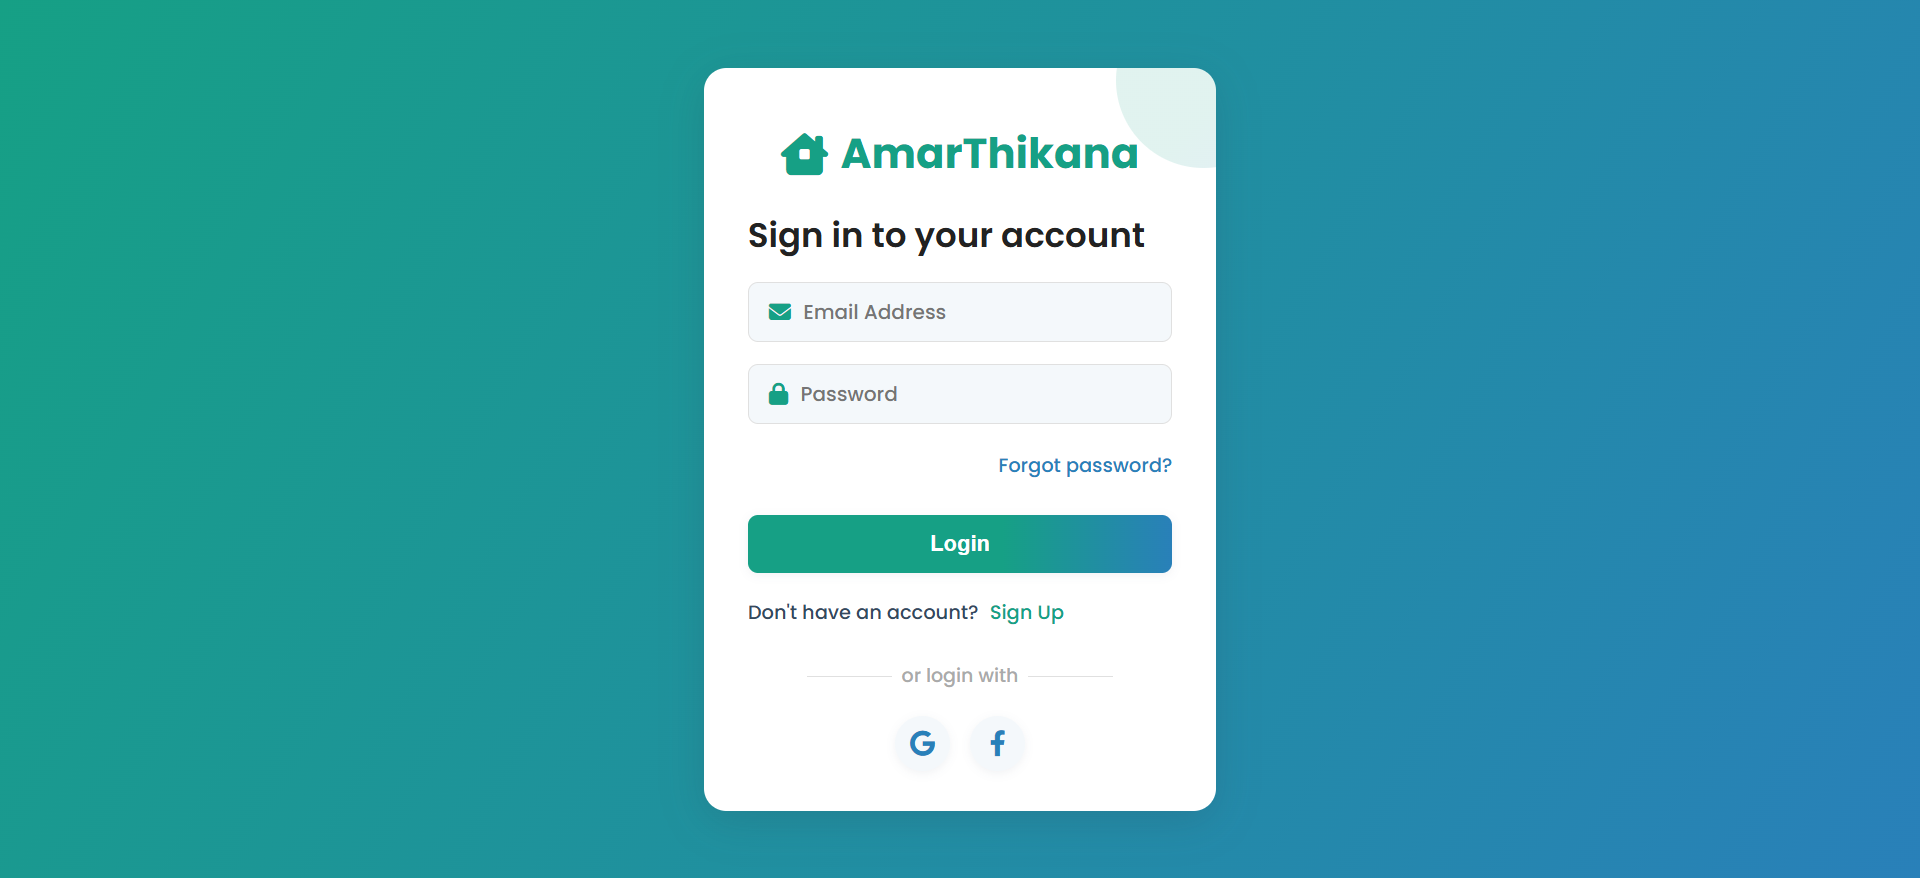 AmarThikana
Sign in to your account
Email Address
Password
Forgot password?
Login
Don't have an account? Sign Up
or login with